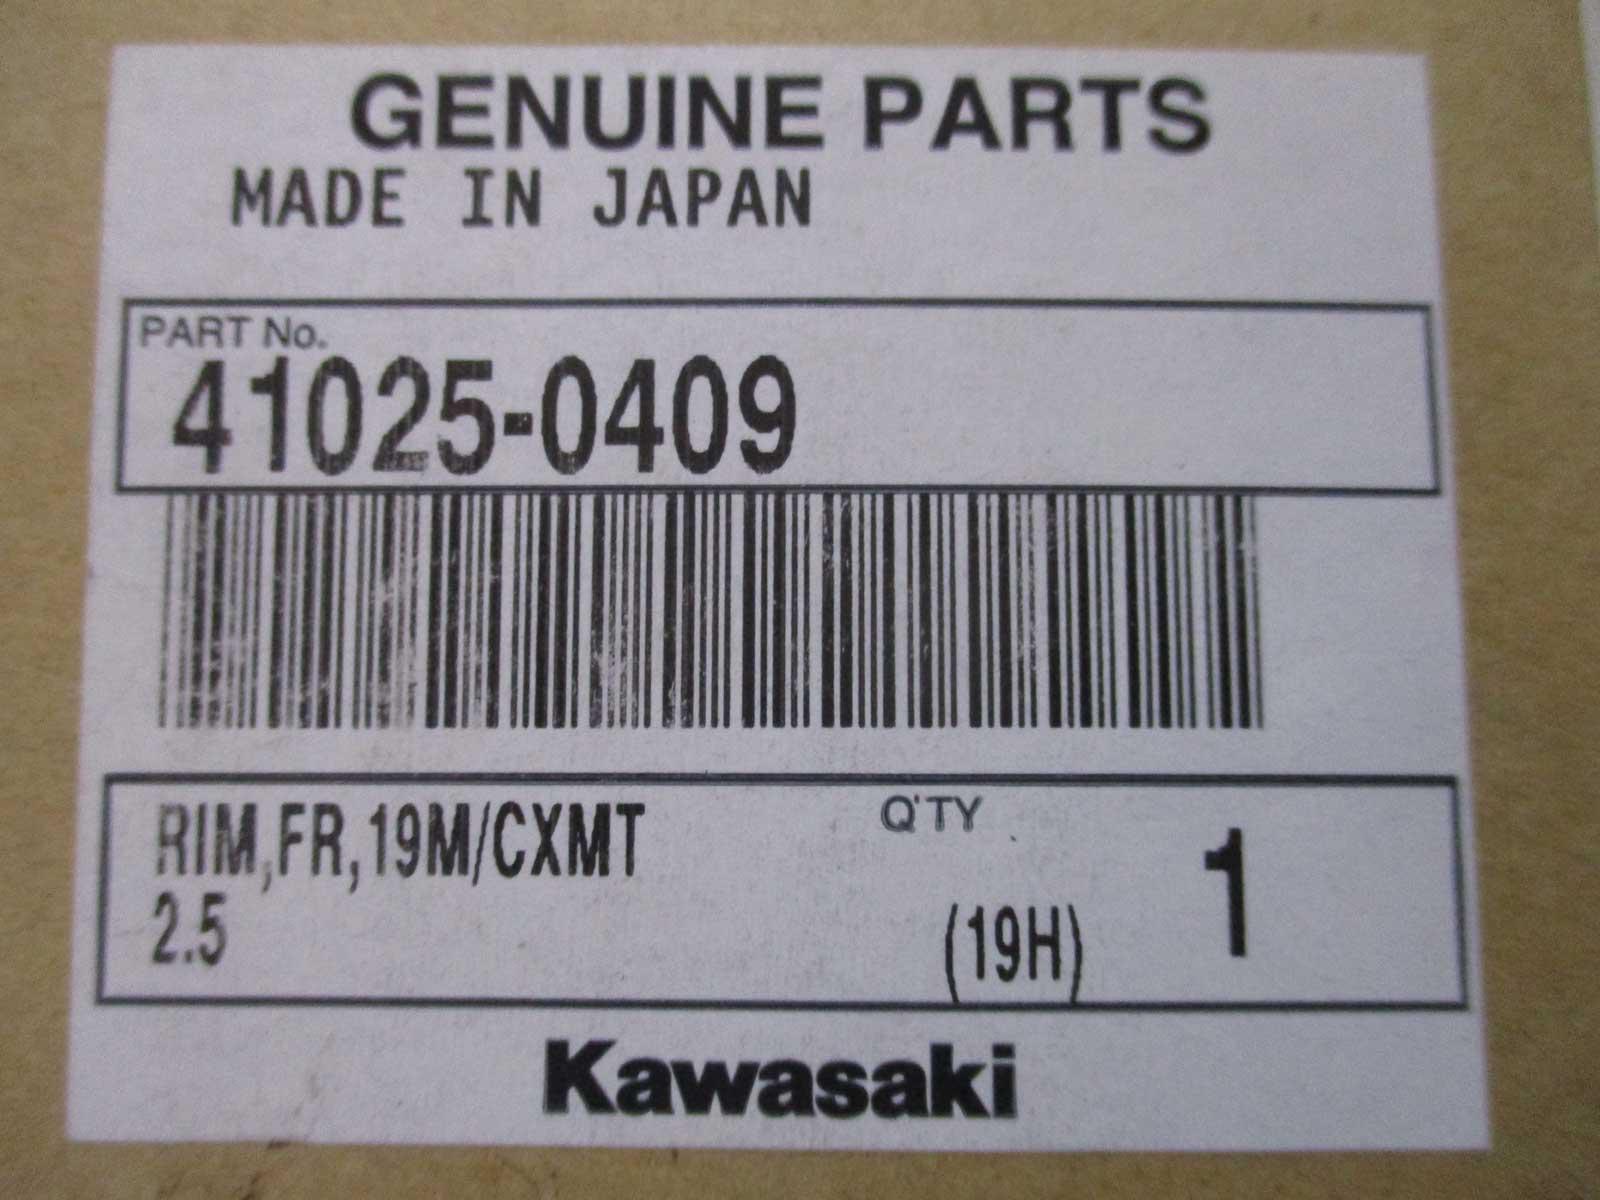 GENUINE PARTS
MADE IN JAPAN
PART No.
41025-0409
RIM,FR,19M/CXMT
Q'TY
1
2.5
(19H)
Kawasaki